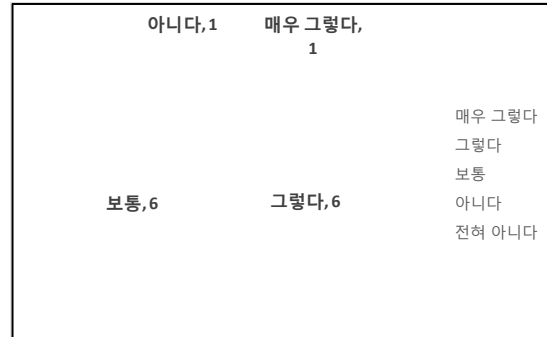 아니다,1
매우 그렇다,
1
보통,6
그렇다,6
매우 그렇다
그렇다
보통
아니다
전혀 아니다